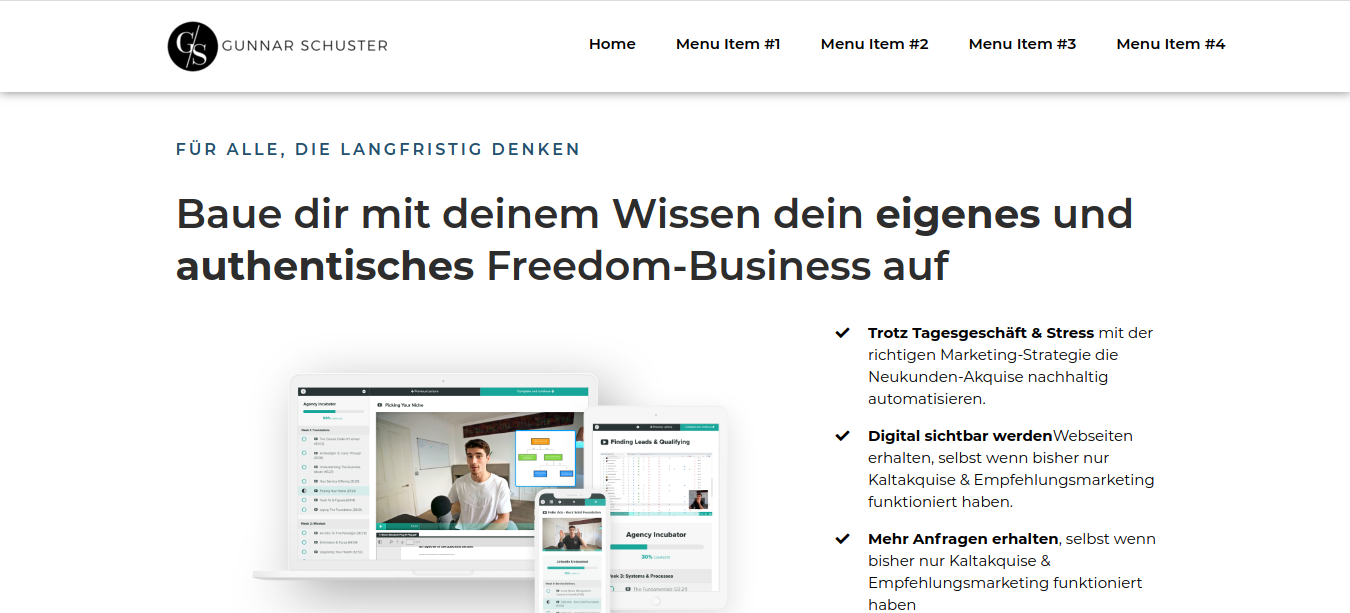 GS GUNNAR SCHUSTER
Home Menu Item #1 Menu Item #2 Menu Item #3 Menu Item #4
FÜR ALLE, DIE LANGFRISTIG DENKEN
Baue dir mit deinem Wissen dein eigenes und
authentisches Freedom-Business auf
Trotz Tagesgeschäft & Stress mit der
richtigen Marketing-Strategie die
Neukunden-Akquise nachhaltig
automatisieren.
Digital sichtbar werdenWebseiten
erhalten, selbst wenn bisher nur
Kaltakquise & Empfehlungsmarketing
funktioniert haben.
Mehr Anfragen erhalten, selbst wenn
bisher nur Kaltakquise &
Empfehlungsmarketing funktioniert
haben
Agency Incubator
Picking Your Niche
Finding Leads & Qualifying
Agency Incubator
30%
Week 3: Systems & Processes
The Fundamentals